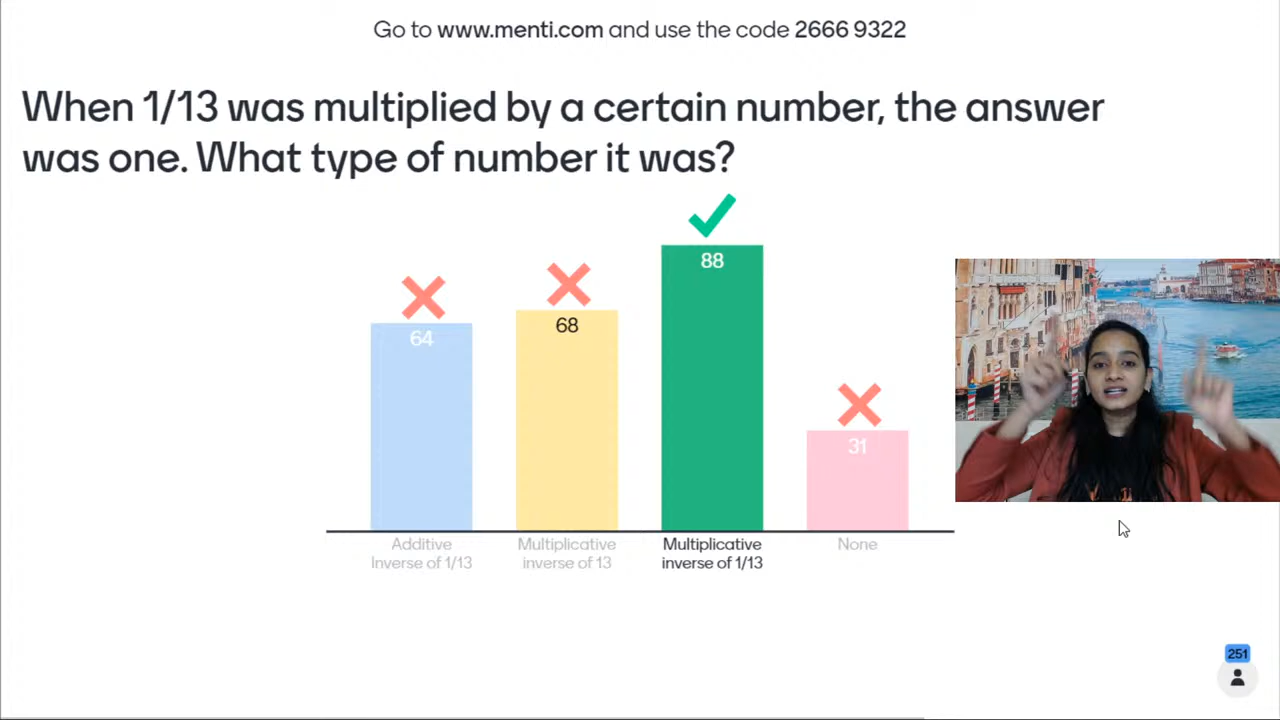 Go to www.menti.com and use the code 2666 9322
When 1/13 was multiplied by a certain number, the answer
was one. What type of number it was?
64
68
88
31
Additive
Inverse of 1/13
Multiplicative
inverse of 13
Multiplicative
inverse of 1/13
None
251